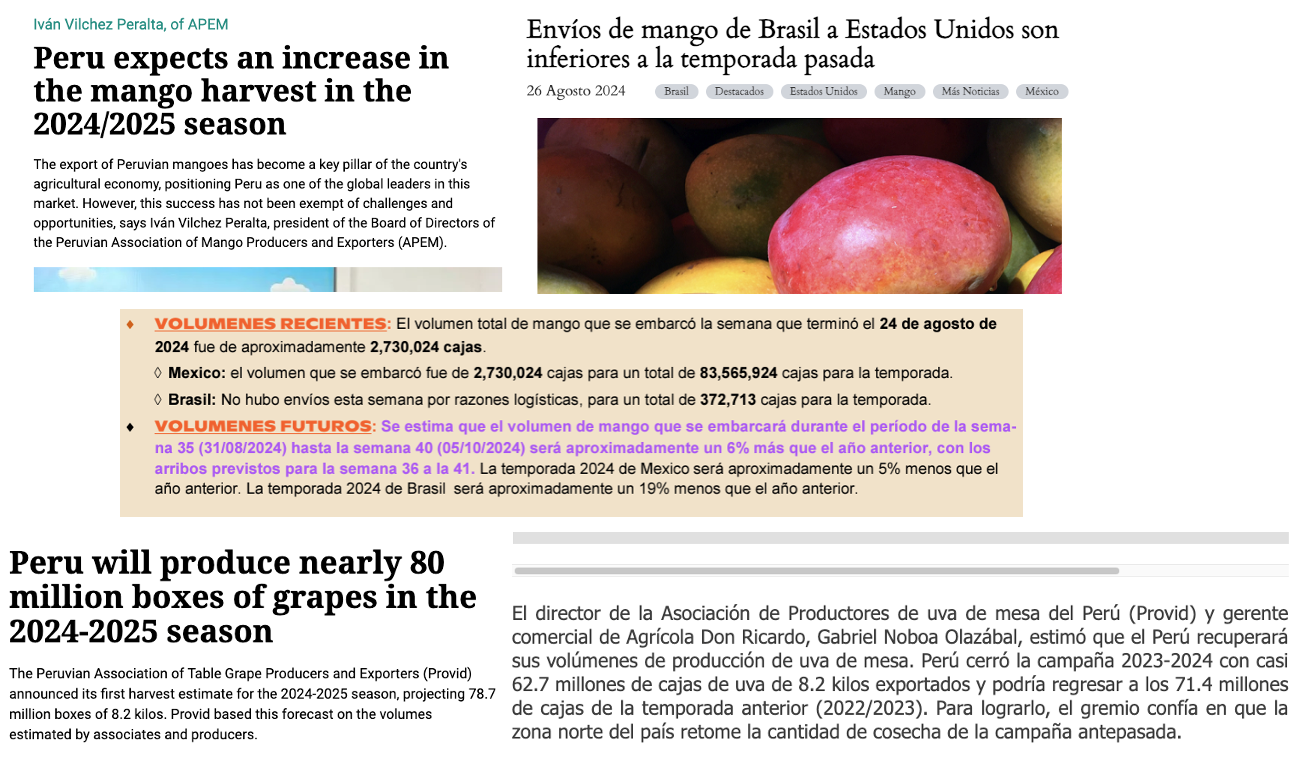 Iván Vilchez Peralta, of APEM
Peru expects an increase in
the mango harvest in the
2024/2025 season
The export of Peruvian mangoes has become a key pillar of the country's
agricultural economy, positioning Peru as one of the global leaders in this
market. However, this success has not been exempt of challenges and
opportunities, says Iván Vilchez Peralta, president of the Board of Directors of
the Peruvian Association of Mango Producers and Exporters (APEM).
Envíos de mango de Brasil a Estados Unidos son
inferiores a la temporada pasada
26 Agosto 2024 Brasil Destacados Estados Unidos Mango Más Noticias México
♦ VOLUMENES RECIENTES: El volumen total de mango que se embarcó la semana que terminó el 24 de agosto de
2024 fue de aproximadamente 2,730,024 cajas.
◊ Mexico: el volumen que se embarcó fue de 2,730,024 cajas para un total de 83,565,924 cajas para la temporada.
◊ Brasil: No hubo envíos esta semana por razones logísticas, para un total de 372,713 cajas para la temporada.
♦ VOLUMENES FUTUROS: Se estima que el volumen de mango que se embarcará durante el período de la sema-
na 35 (31/08/2024) hasta la semana 40 (05/10/2024) será aproximadamente un 6% más que el año anterior, con los
arribos previstos para la semana 36 a la 41. La temporada 2024 de Mexico será aproximadamente un 5% menos que el
año anterior. La temporada 2024 de Brasil será aproximadamente un 19% menos que el año anterior.
Peru will produce nearly 80
million boxes of grapes in the
2024-2025 season
The Peruvian Association of Table Grape Producers and Exporters (Provid)
announced its first harvest estimate for the 2024-2025 season, projecting 78.7
million boxes of 8.2 kilos. Provid based this forecast on the volumes
estimated by associates and producers.
El director de la Asociación de Productores de uva de mesa del Perú (Provid) y gerente
comercial de Agrícola Don Ricardo, Gabriel Noboa Olazábal, estimó que el Perú recuperará
sus volúmenes de producción de uva de mesa. Perú cerró la campaña 2023-2024 con casi
62.7 millones de cajas de uva de 8.2 kilos exportados y podría regresar a los 71.4 millones
de cajas de la temporada anterior (2022/2023). Para lograrlo, el gremio confía en que la
zona norte del país retome la cantidad de cosecha de la campaña antepasada.